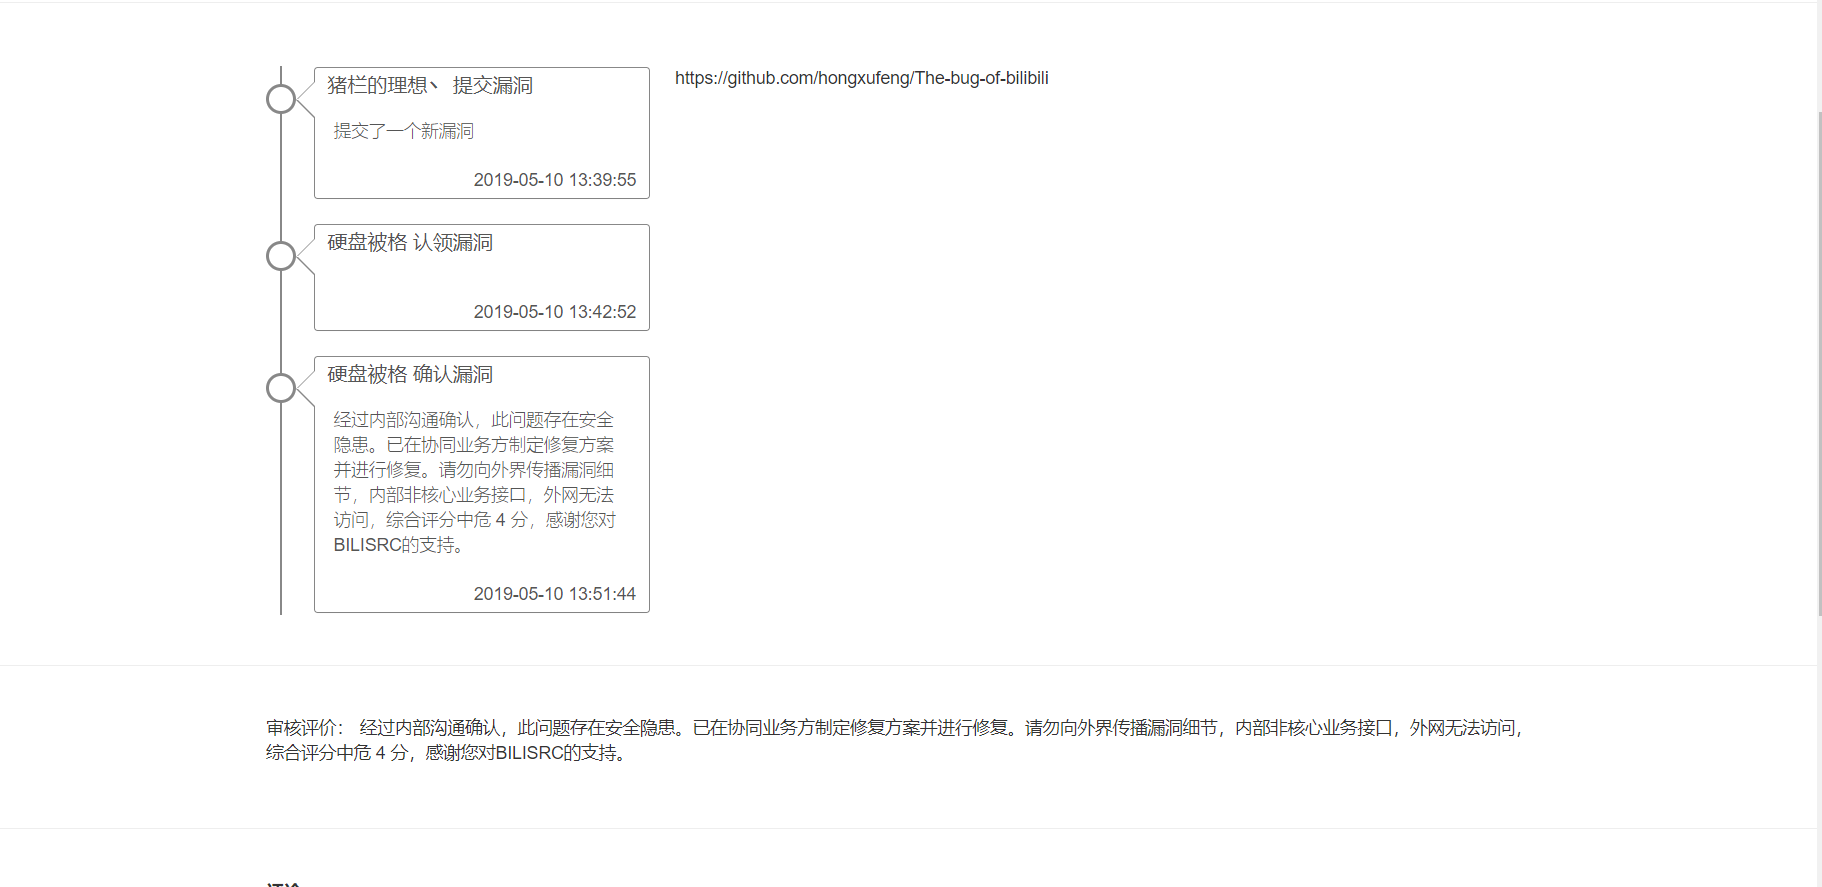 猪栏的理想丶 提交漏洞
提交了一个新漏洞
2019-05-10 13:39:55
硬盘被格 认领漏洞
2019-05-10 13:42:52
硬盘被格 确认漏洞
经过内部沟通确认，此问题存在安全
隐患。已在协同业务方制定修复方案
并进行修复。请勿向外界传播漏洞细
节，内部非核心业务接口，外网无法
访问，综合评分中危 4 分，感谢您对
BILISRC的支持。
2019-05-10 13:51:44
https://github.com/hongxufeng/The-bug-of-bilibili
审核评价： 经过内部沟通确认，此问题存在安全隐患。已在协同业务方制定修复方案并进行修复。请勿向外界传播漏洞细节，内部非核心业务接口，外网无法访问，
综合评分中危 4 分，感谢您对BILISRC的支持。